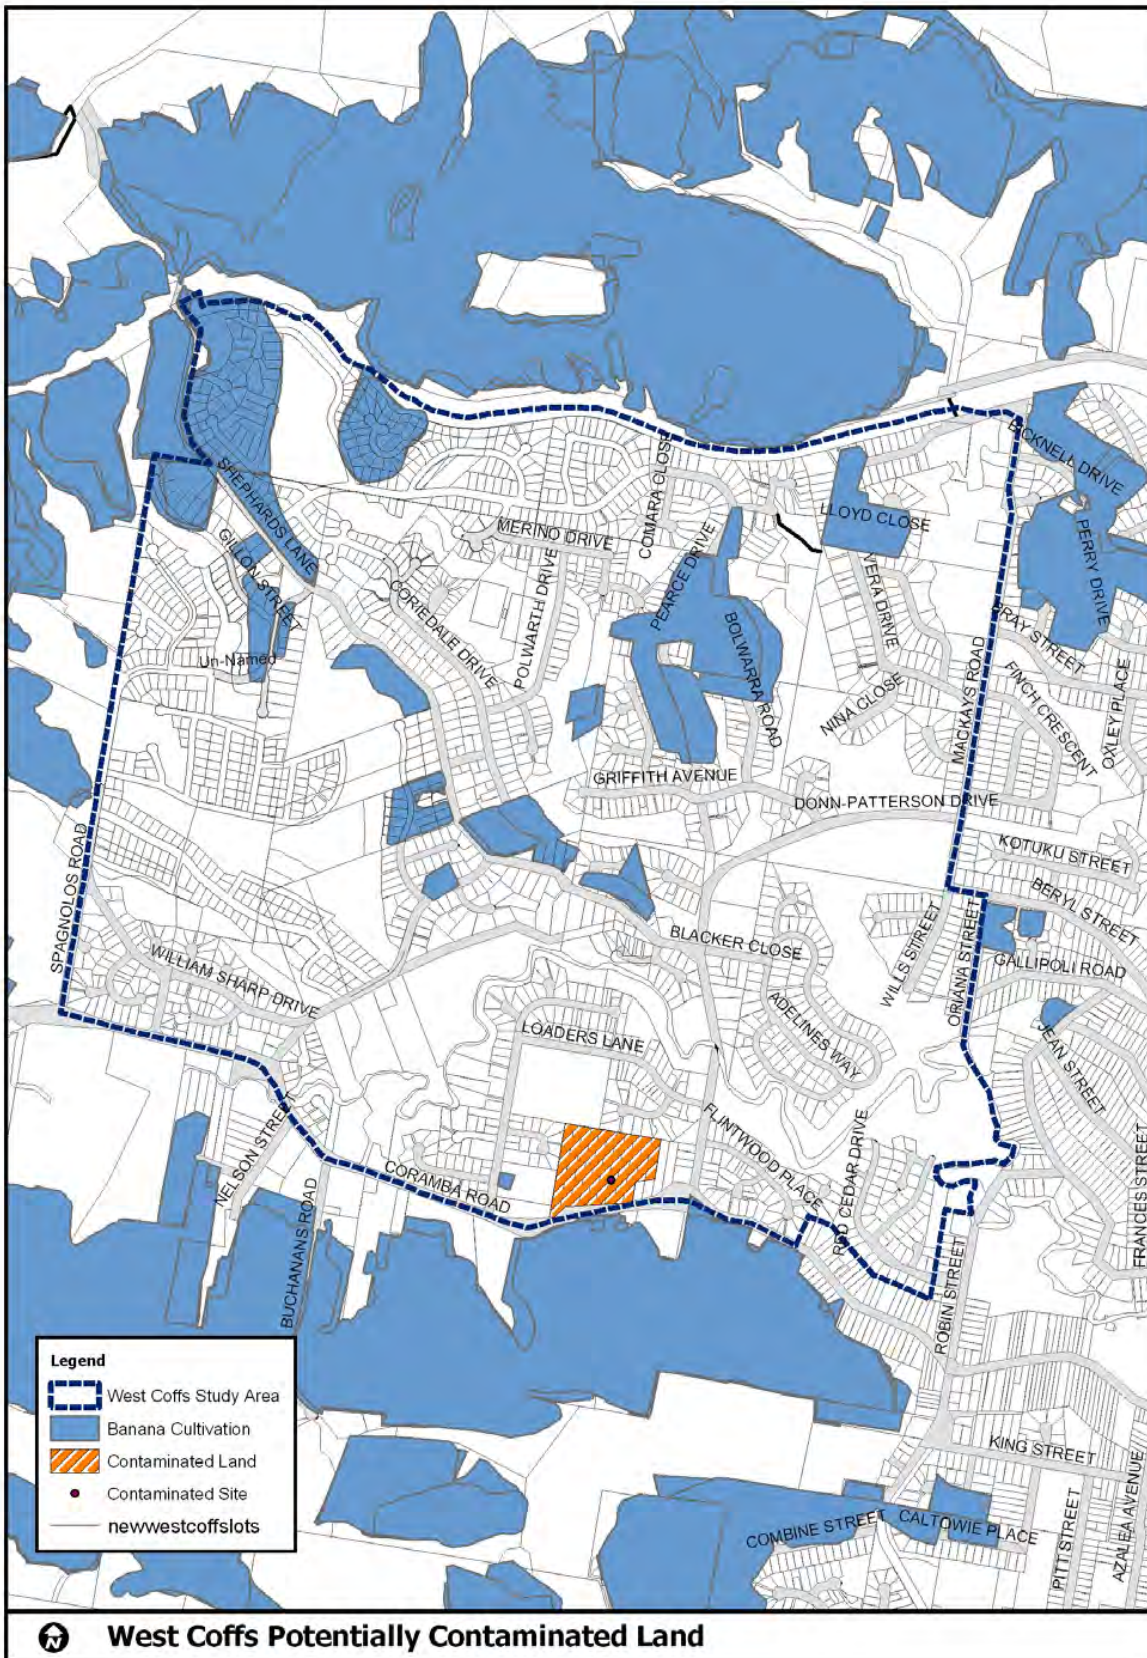 BICKNELL DRIVE
COMARA CLOSE
SHEPHARDS LANE
MERINO DRIVE
LLOYD CLOSE
PERRY DRIVE
GILLON STREET
PEARCE DRIVE
VERA DRIVE
CORIEDALE DRIVE
POLWARTH DRIVE
BOLWARRA ROAD
BRAY STREET
Un-Named
MACKAYS ROAD
FINCH CRESCENT
OXLEY PLACE
NINA CLOSE
GRIFFITH AVENUE
DONN-PATTERSON DRIVE
KOTUKU STREET
SPAGNOLOS ROAD
BERYL STREET
WILLS STREET
ORIANA STREET
BLACKER CLOSE
GALLIPOLI ROAD
WILLIAM SHARP DRIVE
ADELINES WAY
LOADERS LANE
JEAN STREET
FLINTWOOD PLACE
NELSON STREET
RED CEDAR DRIVE
CORAMBA ROAD
BUCHANANS ROAD
FRANCES STREET
ROBIN STREET
KING STREET
COMBINE STREET
CALTOWIE PLACE
PITT STREET
AZALEA AVENUE
Legend
West Coffs Study Area
Banana Cultivation
Contaminated Land
Contaminated Site
newwestcoffslots
N
West Coffs Potentially Contaminated Land